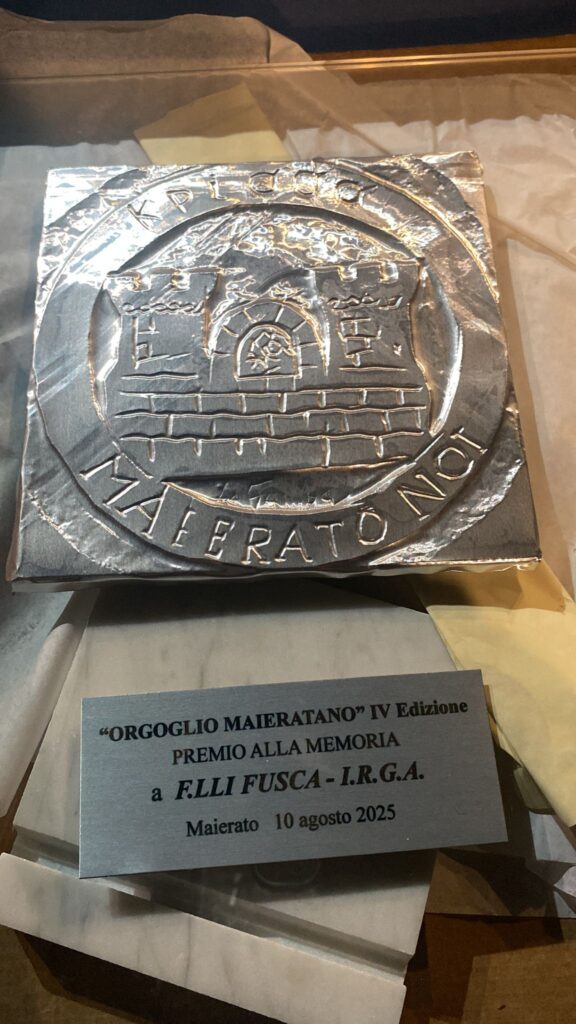 MAIERATO NOI
"ORGOGLIO MAIERATANO" IV Edizione
PREMIO ALLA MEMORIA
a F.LLI FUSCA - I.R.G.A.
Maierato 10 agosto 2025